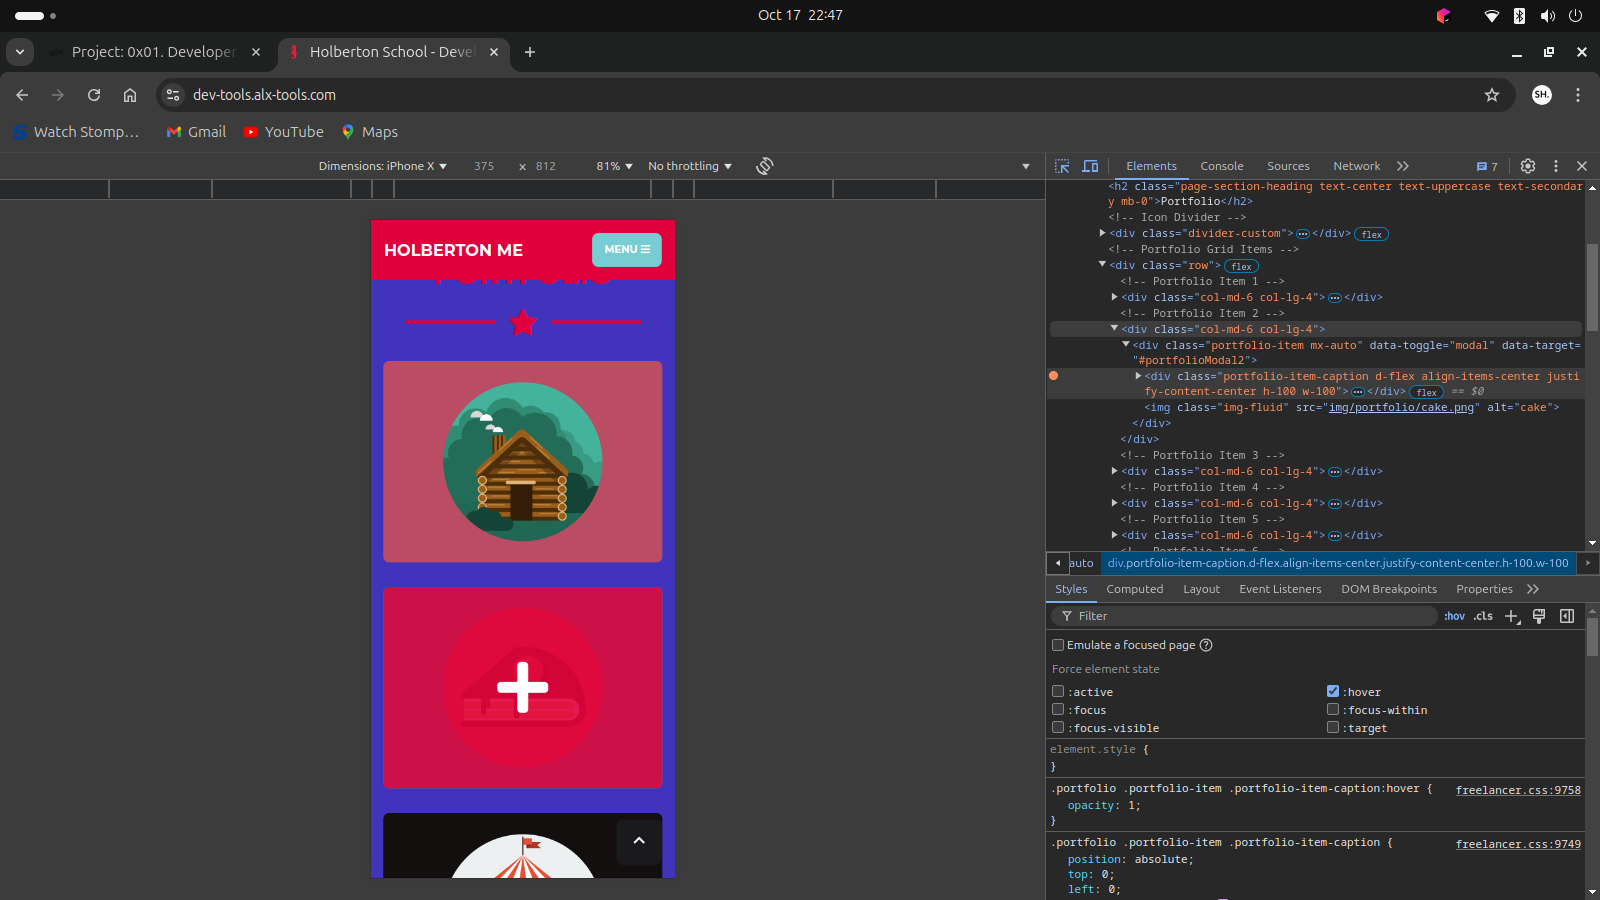 Oct 17 22:47
Project: 0x01. Developer
Holberton School - Deve
dev-tools.alx-tools.com
SH.
Watch Stomp…
Gmail
YouTube
Maps
Dimensions: iPhone X
375 × 812
81%
No throttling
Elements
Console
Sources
Network
7
HOLBERTON ME
MENU
PORTFOLIO
<h2 class="page-section-heading text-center text-uppercase text-secondar
y mb-0">Portfolio</h2>
<!-- Icon Divider -->
<div class="divider-custom">…</div> flex
<!-- Portfolio Grid Items -->
<div class="row"> flex
<!-- Portfolio Item 1 -->
<div class="col-md-6 col-lg-4">…</div>
<!-- Portfolio Item 2 -->
<div class="col-md-6 col-lg-4">
<div class="portfolio-item mx-auto" data-toggle="modal" data-target=
"#portfolioModal2">
<div class="portfolio-item-caption d-flex align-items-center justi
fy-content-center h-100 w-100">…</div> flex == $0
<img class="img-fluid" src="img/portfolio/cake.png" alt="cake">
</div>
</div>
<!-- Portfolio Item 3 -->
<div class="col-md-6 col-lg-4">…</div>
<!-- Portfolio Item 4 -->
<div class="col-md-6 col-lg-4">…</div>
<!-- Portfolio Item 5 -->
<div class="col-md-6 col-lg-4">…</div>
<!-- Portfolio Item 6 -->
auto
div.portfolio-item-caption.d-flex.align-items-center.justify-content-center.h-100.w-100
Styles
Computed
Layout
Event Listeners
DOM Breakpoints
Properties
Filter
:hov
.cls
Emulate a focused page
Force element state
:active
:hover
:focus
:focus-within
:focus-visible
:target
element.style {
}
.portfolio .portfolio-item .portfolio-item-caption:hover { freelancer.css:9758
opacity: 1;
}
.portfolio .portfolio-item .portfolio-item-caption { freelancer.css:9749
position: absolute;
top: 0;
left: 0;